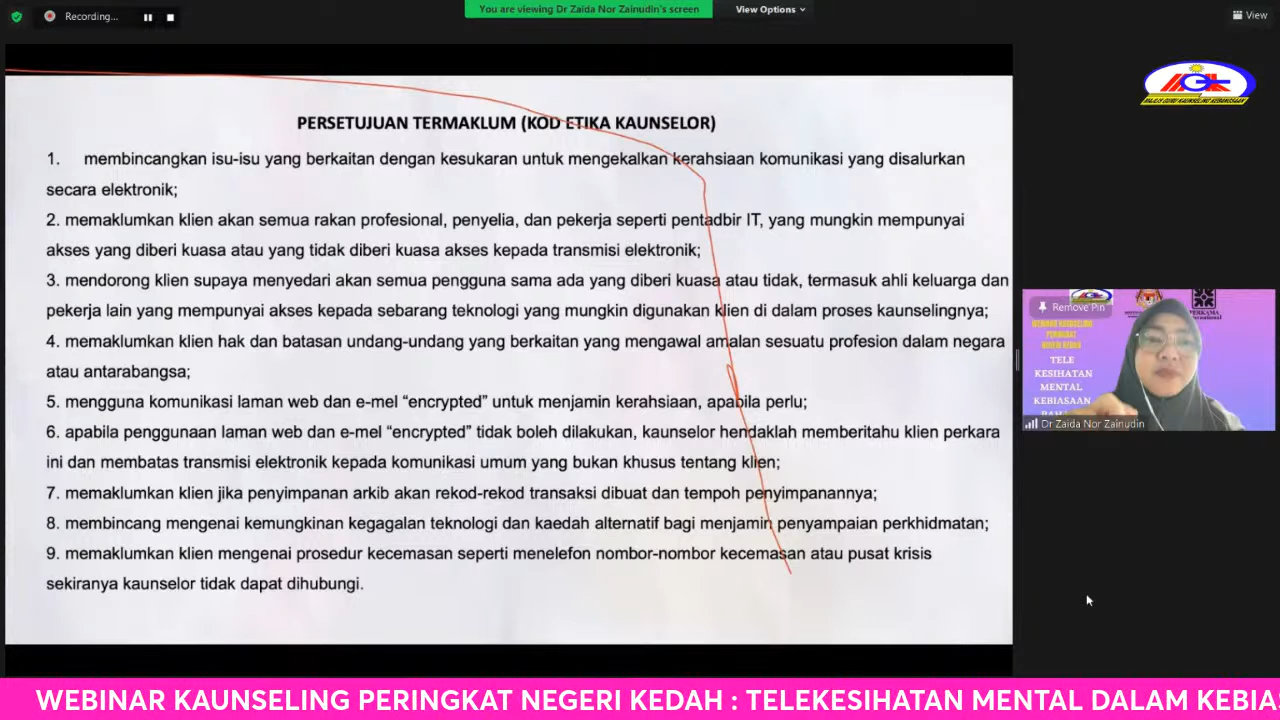 Recording...
You are viewing Dr Zaida Nor Zainudin's screen
View Options
View
MAJLIS GURU KAUNSELING KEBANGSAAN
PERSETUJUAN TERMAKLUM (KOD ETIKA KAUNSELOR)
1. membincangkan isu-isu yang berkaitan dengan kesukaran untuk mengekalkan kerahsiaan komunikasi yang disalurkan
secara elektronik;
2. memaklumkan klien akan semua rakan profesional, penyelia, dan pekerja seperti pentadbir IT, yang mungkin mempunyai
akses yang diberi kuasa atau yang tidak diberi kuasa akses kepada transmisi elektronik;
3. mendorong klien supaya menyedari akan semua pengguna sama ada yang diberi kuasa atau tidak, termasuk ahli keluarga dan
pekerja lain yang mempunyai akses kepada sebarang teknologi yang mungkin digunakan klien di dalam proses kaunselingnya;
4. memaklumkan klien hak dan batasan undang-undang yang berkaitan yang mengawal amalan sesuatu profesion dalam negara
atau antarabangsa;
5. mengguna komunikasi laman web dan e-mel “encrypted” untuk menjamin kerahsiaan, apabila perlu;
6. apabila penggunaan laman web dan e-mel “encrypted” tidak boleh dilakukan, kaunselor hendaklah memberitahu klien perkara
ini dan membatas transmisi elektronik kepada komunikasi umum yang bukan khusus tentang klien;
7. memaklumkan klien jika penyimpanan arkib akan rekod-rekod transaksi dibuat dan tempoh penyimpanannya;
8. membincang mengenai kemungkinan kegagalan teknologi dan kaedah alternatif bagi menjamin penyampaian perkhidmatan;
9. memaklumkan klien mengenai prosedur kecemasan seperti menelefon nombor-nombor kecemasan atau pusat krisis
sekiranya kaunselor tidak dapat dihubungi.
Remove Pin
WEBINAR KAUNSELING
PERINGKAT
NEGERI KEDAH
TELE
KESIHATAN
MENTAL
KEBIASAAN
Dr Zaida Nor Zainudin
WEBINAR KAUNSELING PERINGKAT NEGERI KEDAH : TELEKESIHATAN MENTAL DALAM KEBIAS